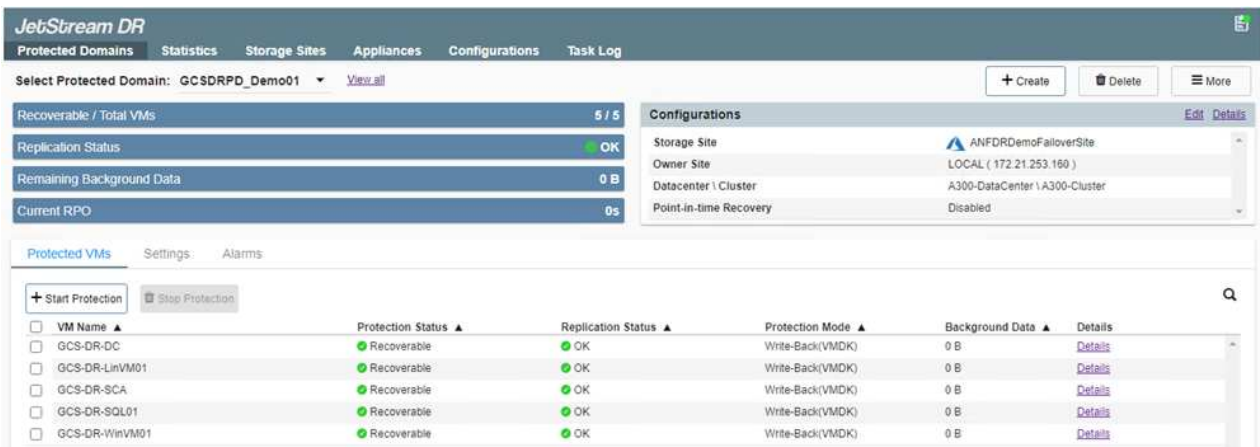 JetStream DR
Protected Domains Statistics Storage Sites Appliances Configurations Task Log
Select Protected Domain: GCSDRPD_Demo01 View all + Create Delete More
Recoverable / Total VMs 5 / 5
Replication Status OK
Remaining Background Data 0 B
Current RPO 0s
Configurations Edit Details
Storage Site ANFDRDemoFailoverSite
Owner Site LOCAL ( 172.21.253.160 )
Datacenter \ Cluster A300-DataCenter \ A300-Cluster
Point-in-time Recovery Disabled
Protected VMs Settings Alarms
+ Start Protection Stop Protection
VM Name ▲ Protection Status ▲ Replication Status ▲ Protection Mode ▲ Background Data ▲ Details
GCS-DR-DC Recoverable OK Write-Back(VMDK) 0 B Details
GCS-DR-LinVM01 Recoverable OK Write-Back(VMDK) 0 B Details
GCS-DR-SCA Recoverable OK Write-Back(VMDK) 0 B Details
GCS-DR-SQL01 Recoverable OK Write-Back(VMDK) 0 B Details
GCS-DR-WinVM01 Recoverable OK Write-Back(VMDK) 0 B Details